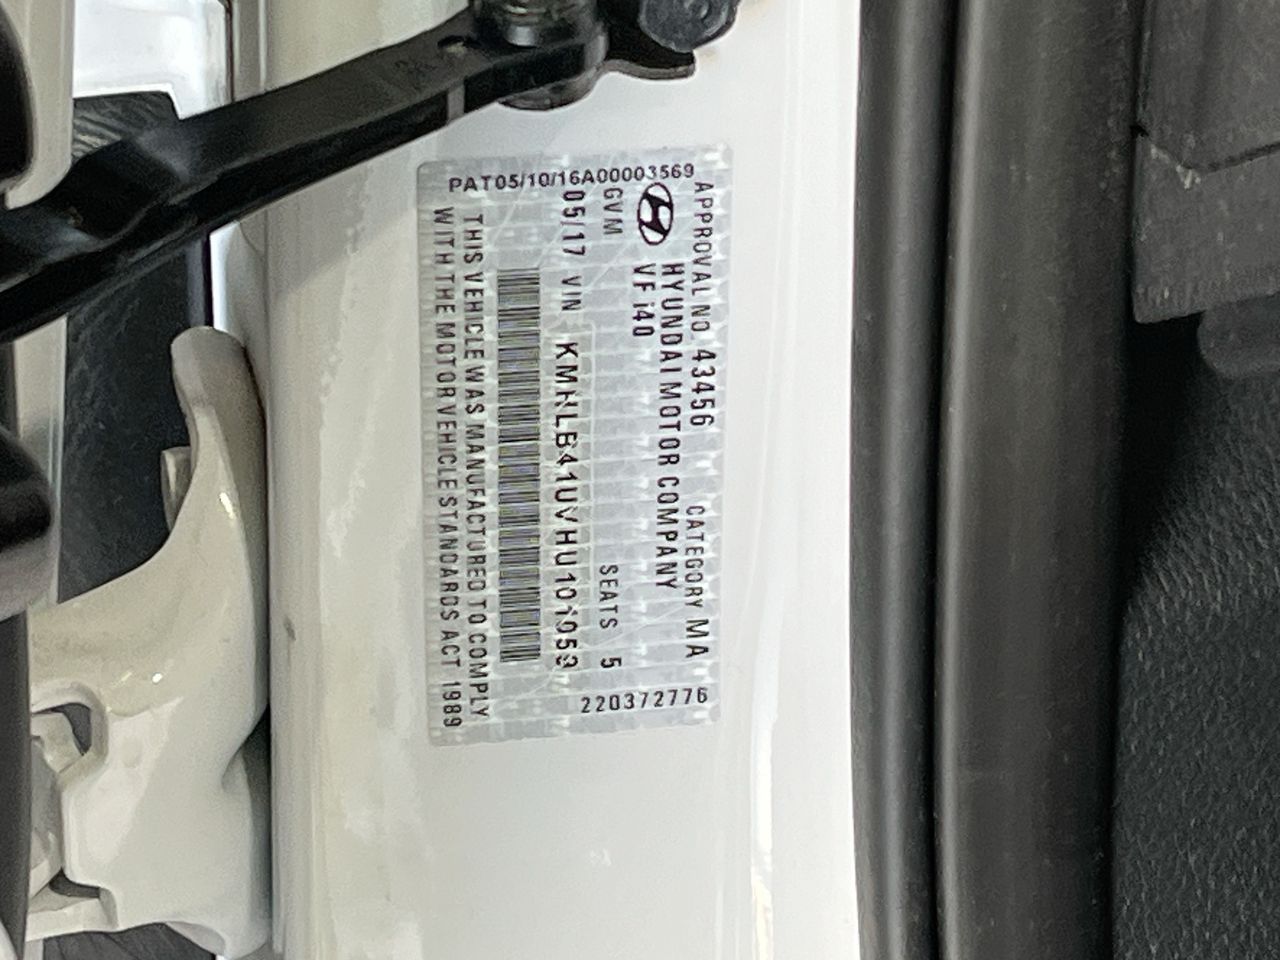 PAT05/10/16A00003569
APPROVAL NO 43456 CATEGORY MA
HYUNDAI MOTOR COMPANY
VF i40
GVM SEATS 5
05/17 VIN KMHLB41UVHU101059
THIS VEHICLE WAS MANUFACTURED TO COMPLY
WITH THE MOTOR VEHICLE STANDARDS ACT 1989
220372776